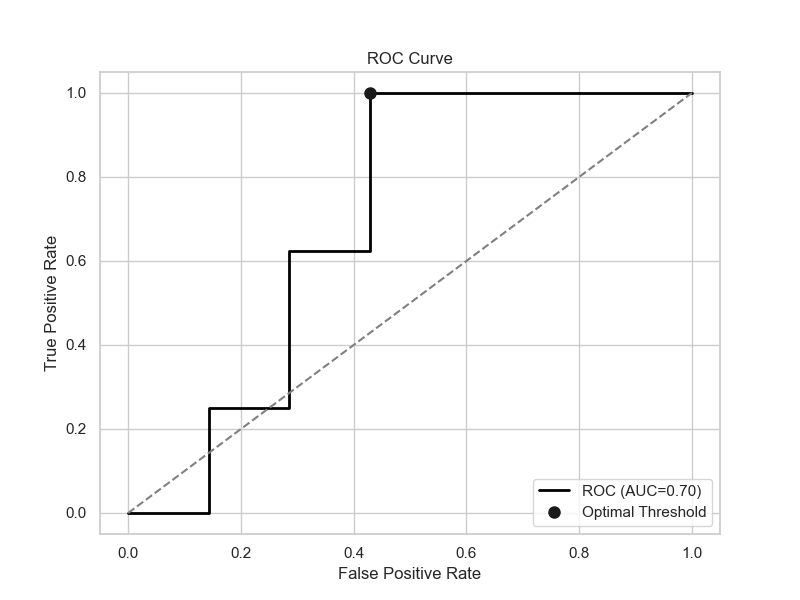 ROC Curve
1.0
0.8
0.6
0.4
0.2
0.0
True Positive Rate
0.0 0.2 0.4 0.6 0.8 1.0
False Positive Rate
ROC (AUC=0.70)
Optimal Threshold